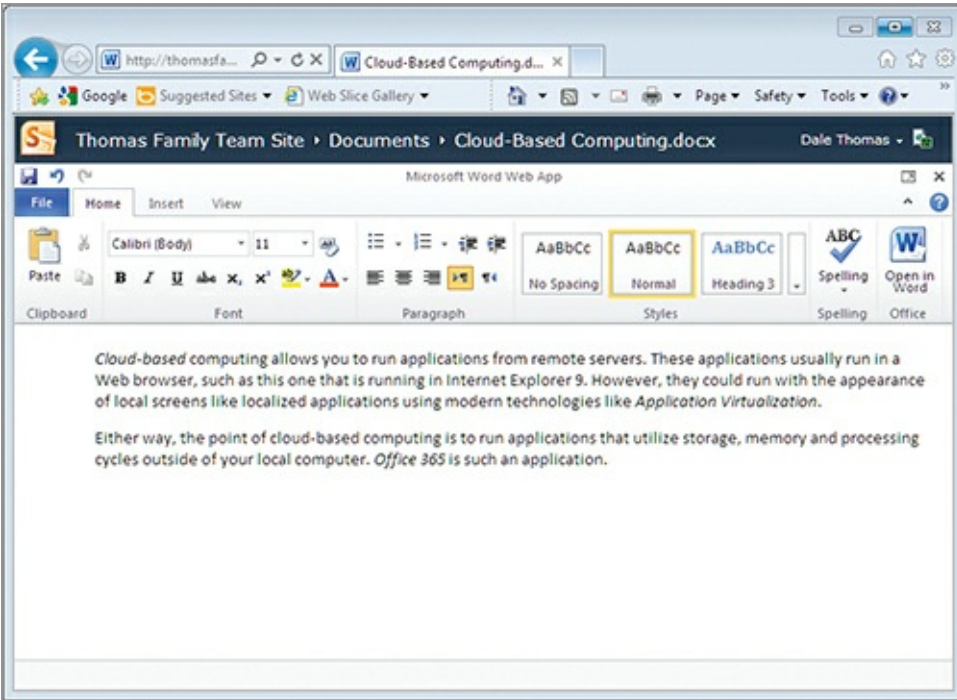 http://thomasfa...
Cloud-Based Computing.d...
Google Suggested Sites Web Slice Gallery Page Safety Tools
Thomas Family Team Site Documents Cloud-Based Computing.docx Dale Thomas
Microsoft Word Web App
File Home Insert View
Calibri (Body) 11
AaBbCc AaBbCc AaBbCc ABC
Paste B I U abc x, x² A No Spacing Normal Heading 3 Spelling Open in Word
Clipboard Font Paragraph Styles Spelling Office
Cloud-based computing allows you to run applications from remote servers. These applications usually run in a
Web browser, such as this one that is running in Internet Explorer 9. However, they could run with the appearance
of local screens like localized applications using modern technologies like Application Virtualization.
Either way, the point of cloud-based computing is to run applications that utilize storage, memory and processing
cycles outside of your local computer. Office 365 is such an application.